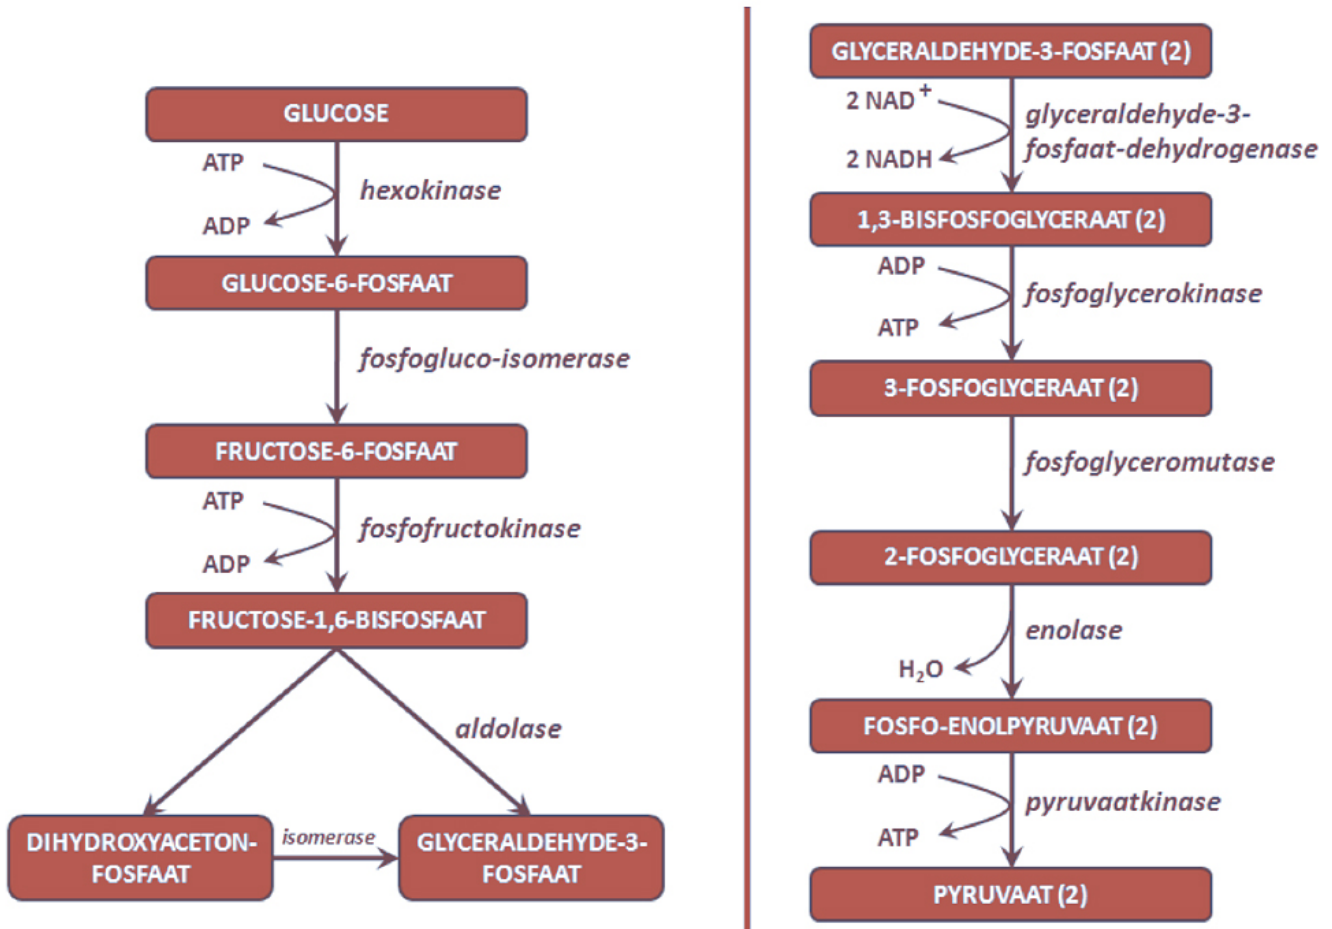 GLUCOSE
ATP
hexokinase
ADP
GLUCOSE-6-FOSFAAT
fosfogluco-isomerase
FRUCTOSE-6-FOSFAAT
ATP
fosfofructokinase
ADP
FRUCTOSE-1,6-BISFOSFAAT
aldolase
DIHYDROXYACETON-
FOSFAAT
isomerase
GLYCERALDEHYDE-3-
FOSFAAT
GLYCERALDEHYDE-3-FOSFAAT (2)
2 NAD+
glyceraldehyde-3-
fosfaat-dehydrogenase
2 NADH
1,3-BISFOSFOGLYCERAAT (2)
ADP
fosfoglycerokinase
ATP
3-FOSFOGLYCERAAT (2)
fosfoglyceromutase
2-FOSFOGLYCERAAT (2)
enolase
H₂O
FOSFO-ENOLPYRUVAAT (2)
ADP
pyruvaatkinase
ATP
PYRUVAAT (2)